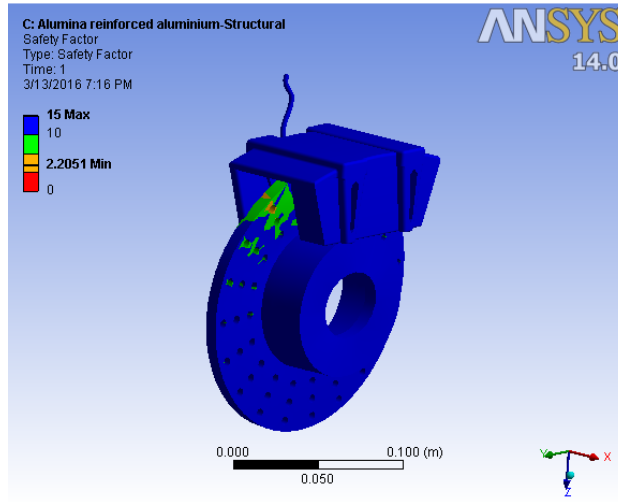 C: Alumina reinforced aluminium-Structural
Safety Factor
Type: Safety Factor
Time: 1
3/13/2016 7:16 PM
ANSYS
14.0
15 Max
10
2.2051 Min
0
0.000
0.100 (m)
0.050
Y
X
Z